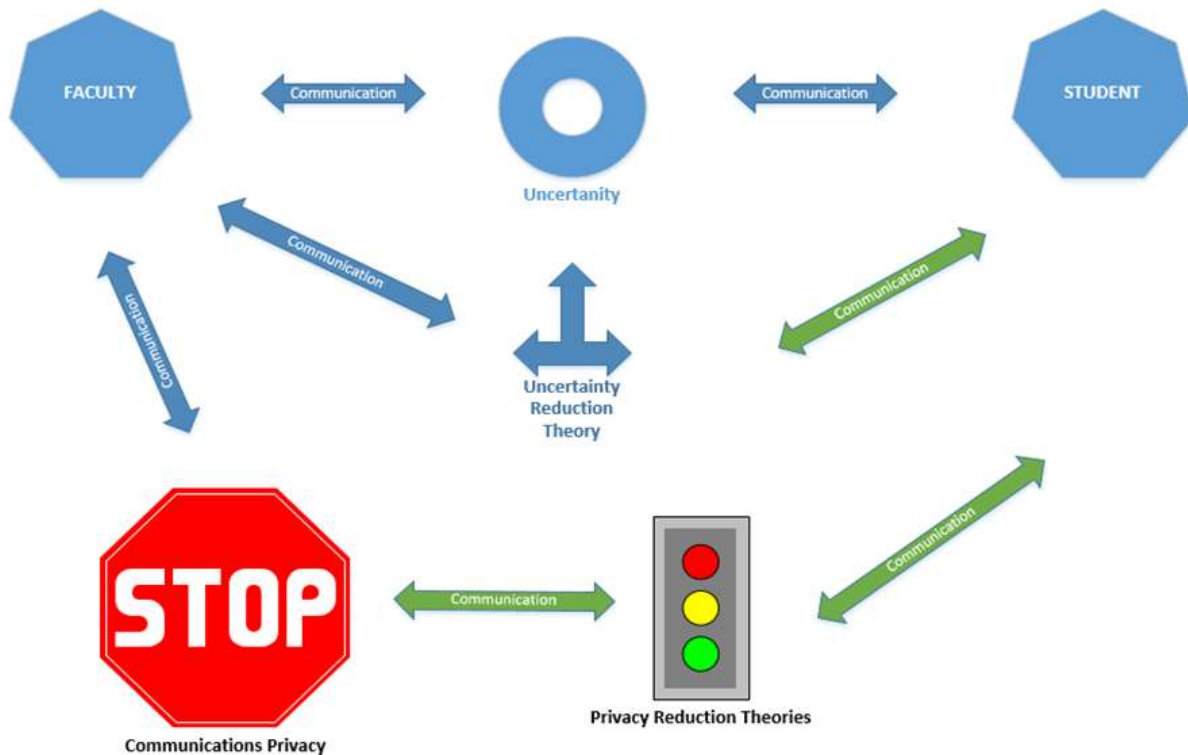 FACULTY
Communication
Communication
STUDENT
Uncertanity
Communication
Communication
Communication
Uncertainty
Reduction
Theory
STOP
Communication
Communication
Privacy Reduction Theories
Communications Privacy